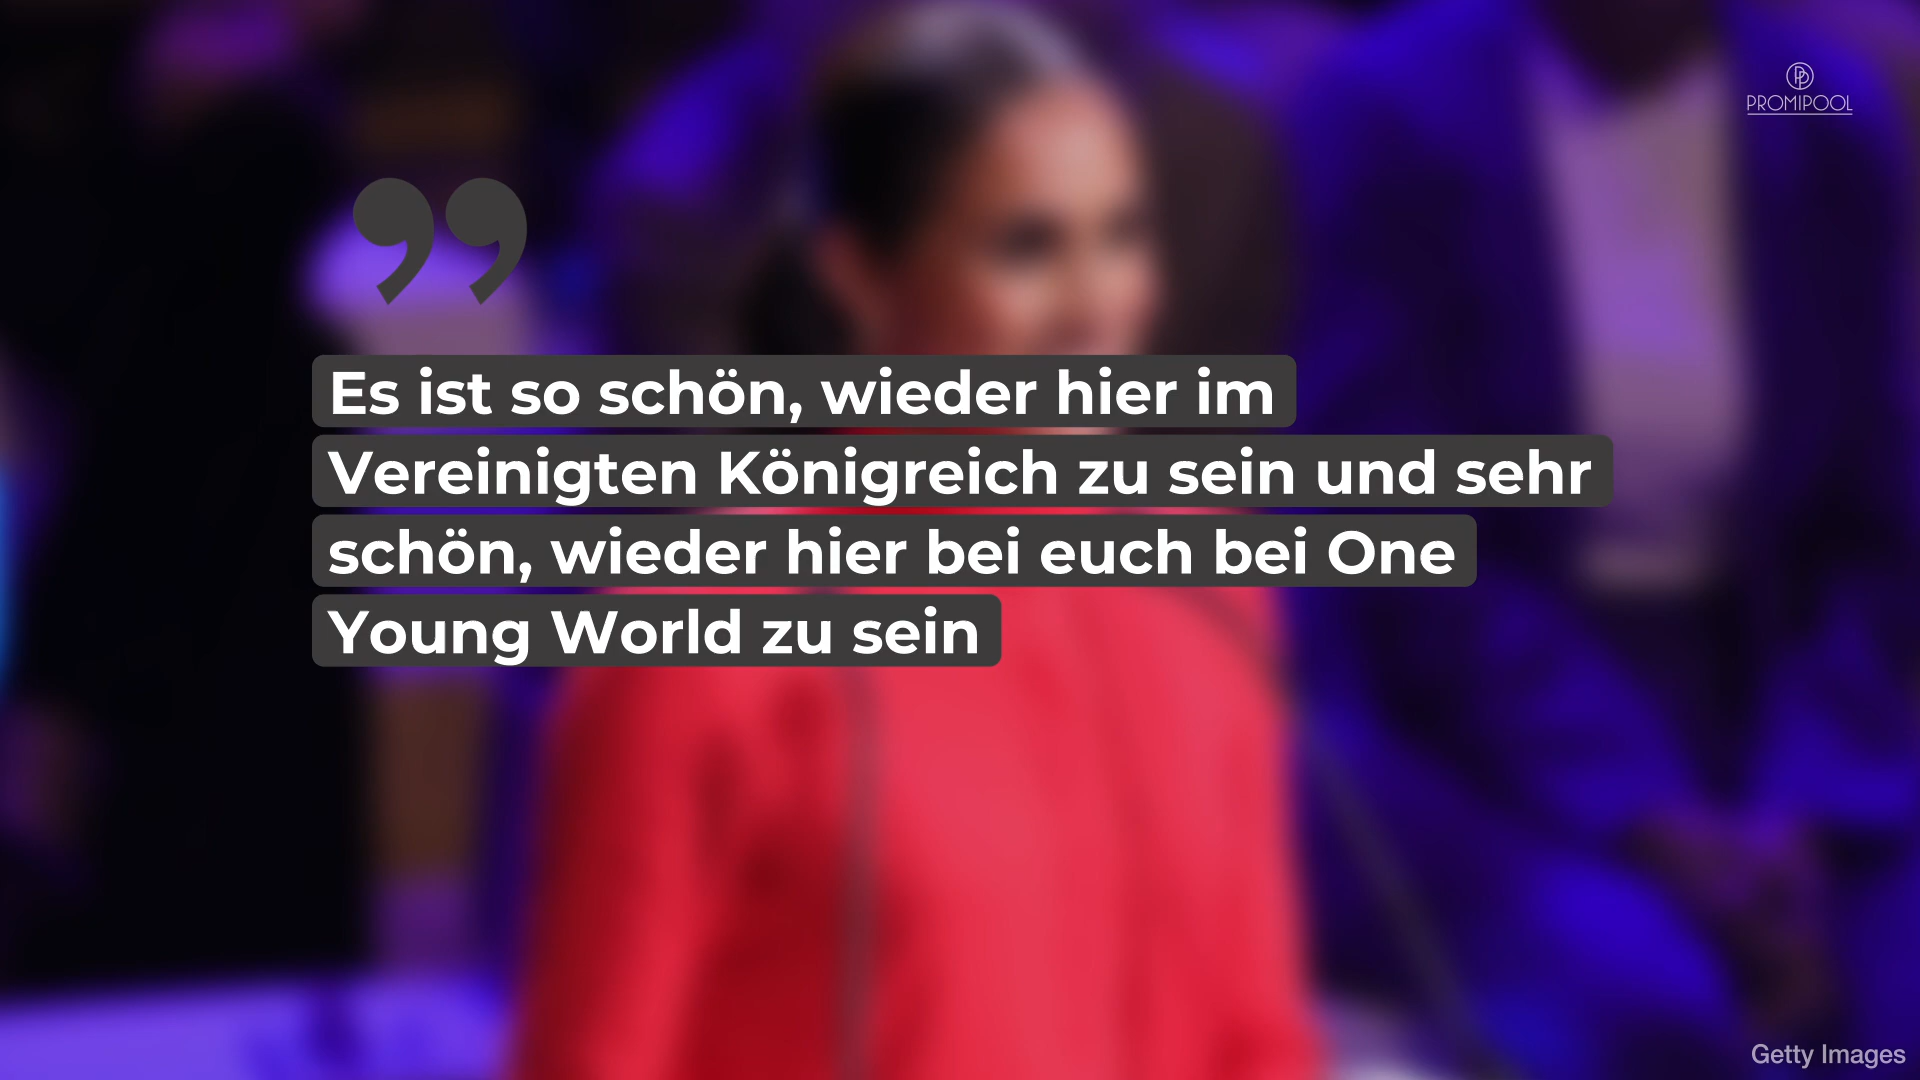 PROMIPOOL
Es ist so schön, wieder hier im
Vereinigten Königreich zu sein und sehr
schön, wieder hier bei euch bei One
Young World zu sein
Getty Images